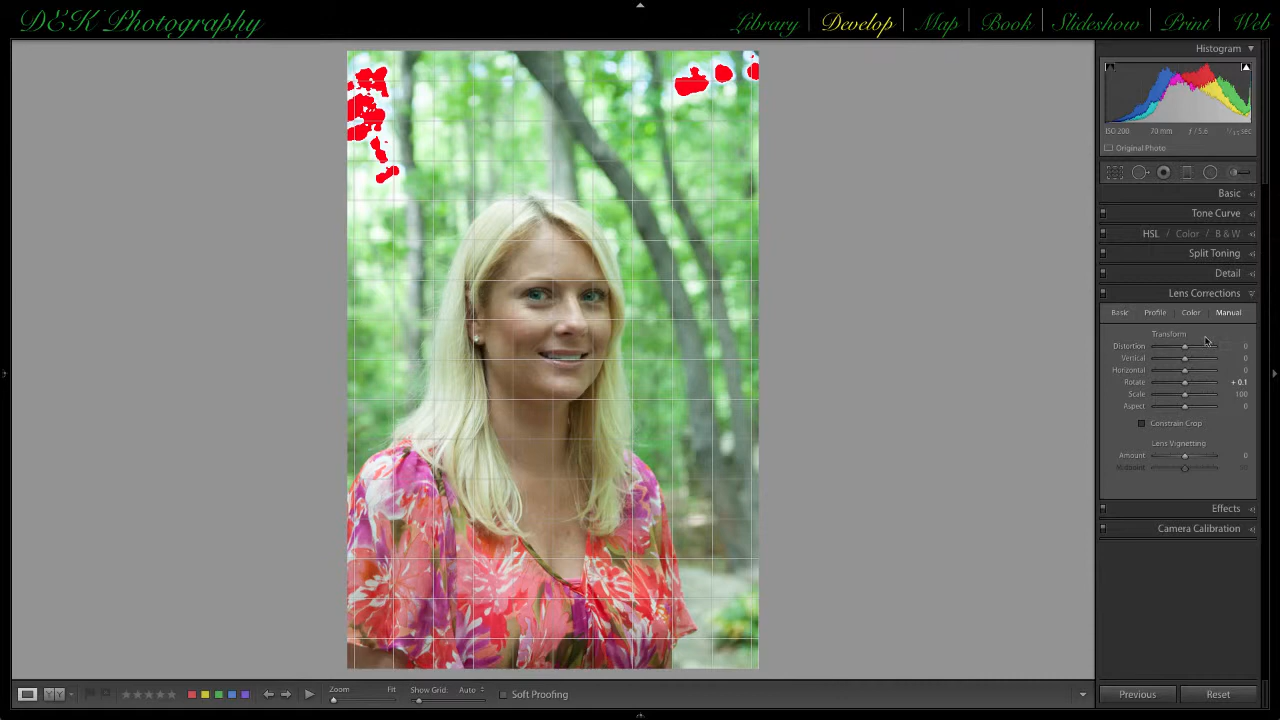 DEK Photography
Library Develop Map Book Slideshow Print Web
Histogram
ISO 200 70 mm ƒ / 5.6
Original Photo
Basic
Tone Curve
HSL / Color / B & W
Split Toning
Detail
Lens Corrections
Basic Profile Color Manual
Transform
Distortion 0
Vertical 0
Horizontal 0
Rotate + 0.1
Scale 100
Aspect 0
Constrain Crop
Lens Vignetting
Amount 0
Midpoint
Effects
Camera Calibration
Zoom Fit Show Grid: Auto Soft Proofing
Previous Reset